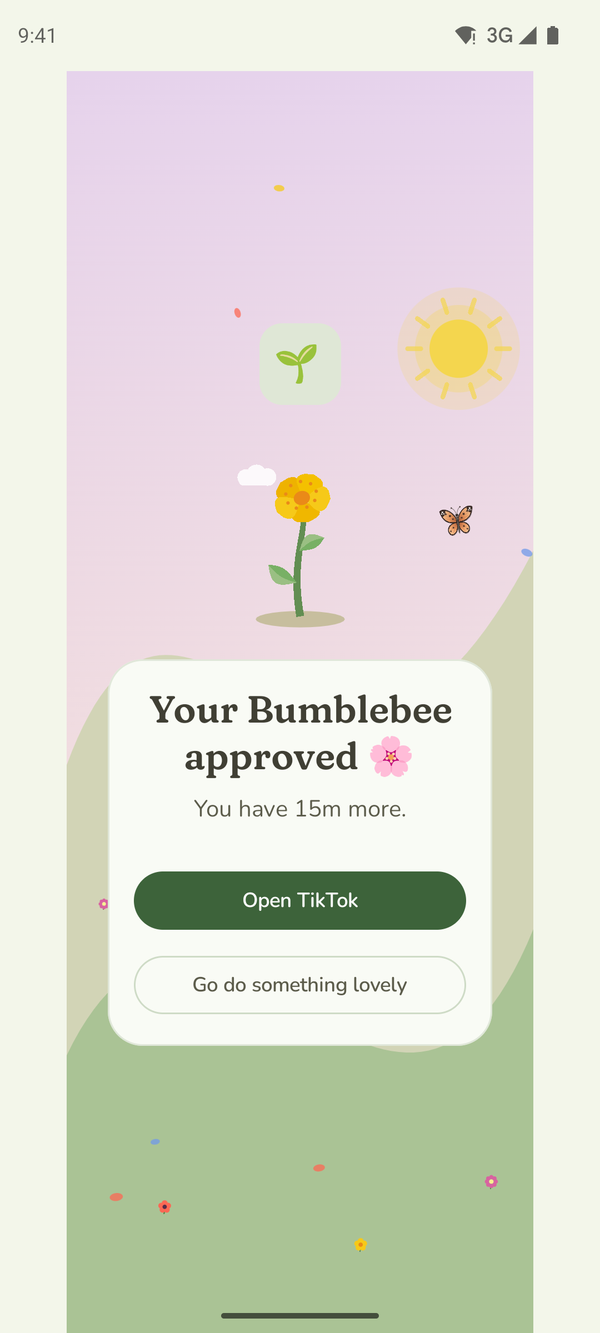 9:41
3G
Your Bumblebee
approved 🌸
You have 15m more.
Open TikTok
Go do something lovely